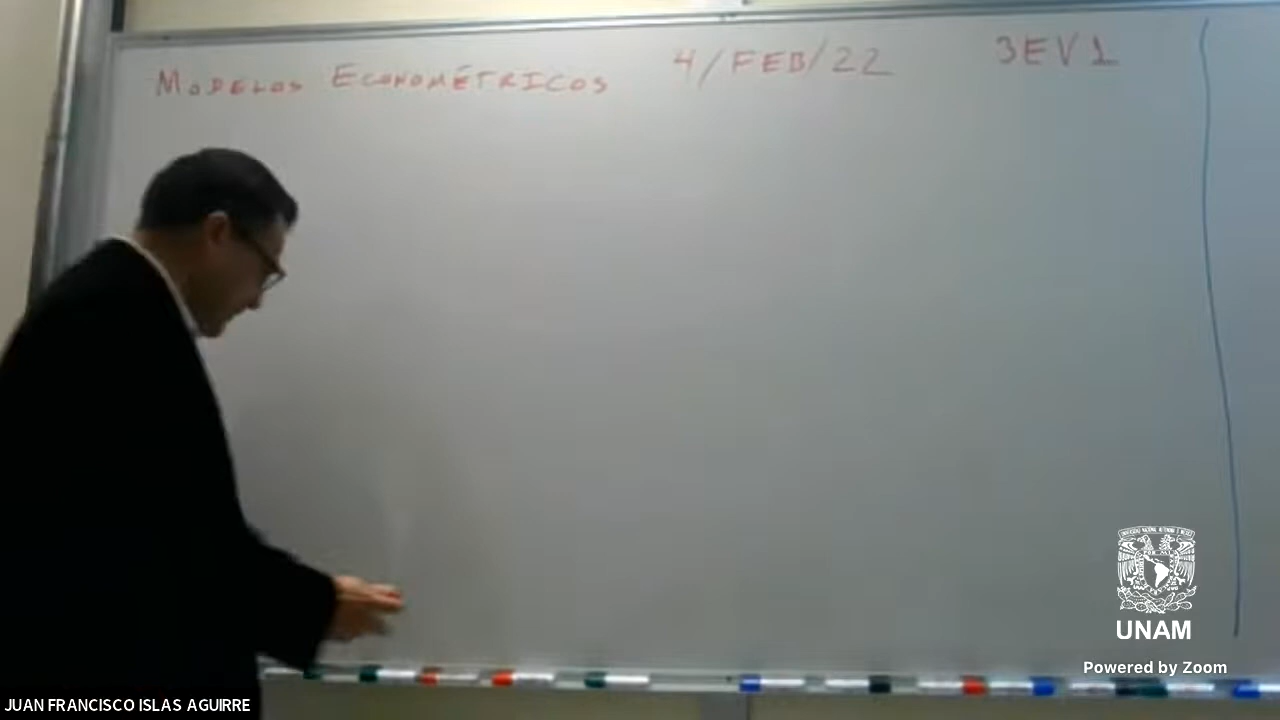 MODELOS ECONOMÉTRICOS 4/FEB/22 3EV1
UNAM
Powered by Zoom
JUAN FRANCISCO ISLAS AGUIRRE